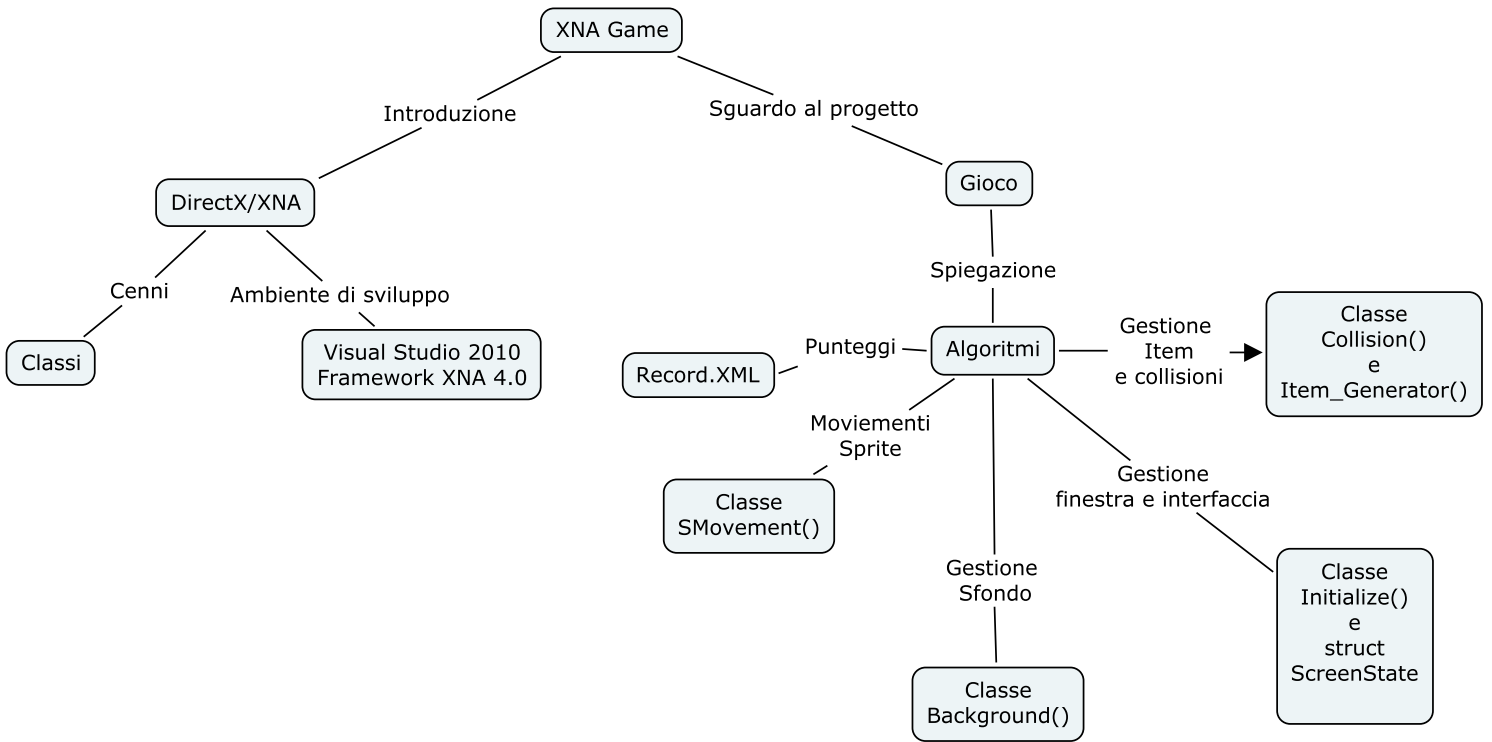 XNA Game
Introduzione
Sguardo al progetto
DirectX/XNA
Gioco
Cenni
Ambiente di sviluppo
Classi
Visual Studio 2010
Framework XNA 4.0
Spiegazione
Algoritmi
Punteggi
Record.XML
Gestione
Item
e collisioni
Classe
Collision()
e
Item_Generator()
Moviementi
Sprite
Classe
SMovement()
Gestione
finestra e interfaccia
Classe
Initialize()
e
struct
ScreenState
Gestione
Sfondo
Classe
Background()